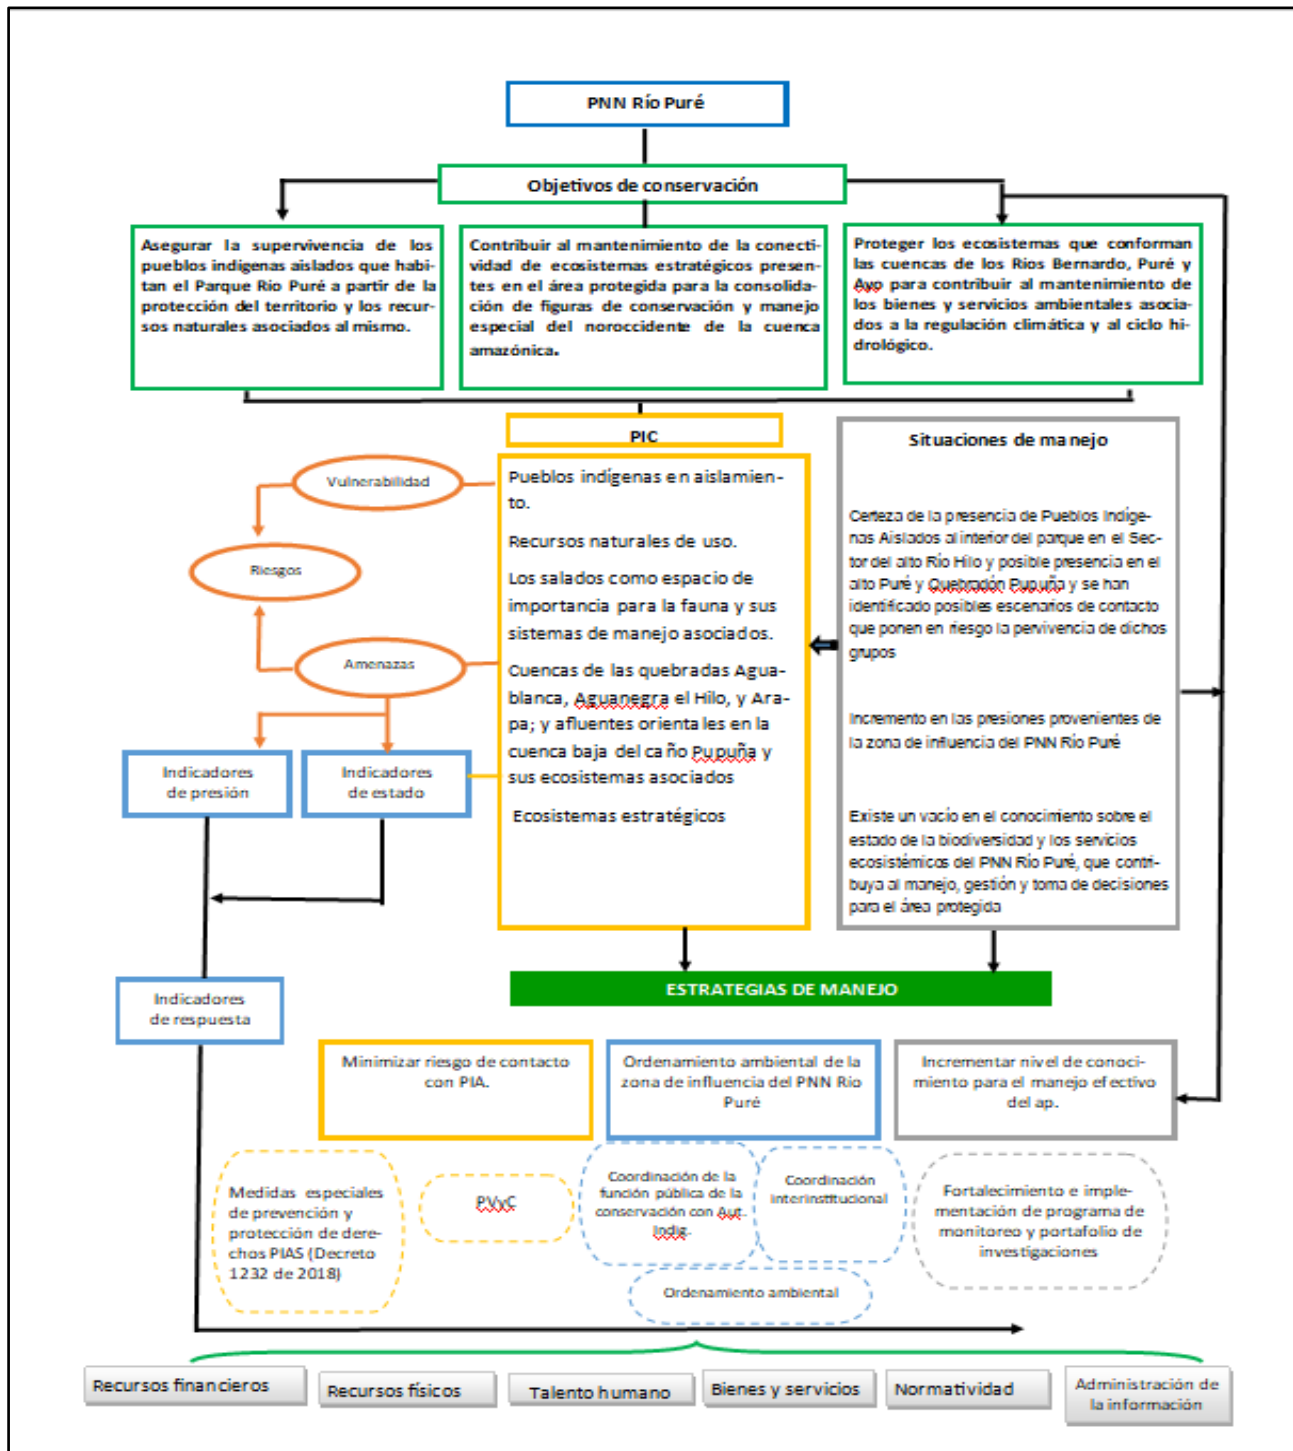 PNN Río Puré
Objetivos de conservación
Asegurar la supervivencia de los
pueblos indígenas aislados que habi-
tan el Parque Rio Puré a partir de la
protección del territorio y los recur-
sos naturales asociados al mismo.
Contribuir al mantenimiento de la conecti-
vidad de ecosistemas estratégicos presen-
tes en el área protegida para la consolida-
ción de figuras de conservación y manejo
especial del noroccidente de la cuenca
amazónica.
Proteger los ecosistemas que conforman
las cuencas de los Ríos Bernardo, Puré y
Ayo para contribuir al mantenimiento de
los bienes y servicios ambientales asocia-
dos a la regulación climática y al ciclo hi-
drológico.
PIC
Pueblos indígenas en aislamien-
to.
Recursos naturales de uso.
Los salados como espacio de
importancia para la fauna y sus
sistemas de manejo asociados.
Cuencas de las quebradas Agua-
blanca, Aguanegra el Hilo, y Ara-
pa; y afluentes orientales en la
cuenca baja del caño Pupuña y
sus ecosistemas asociados
Ecosistemas estratégicos
Situaciones de manejo
Certeza de la presencia de Pueblos Indíge-
nas Aislados al interior del parque en el Sec-
tor del alto Río Hilo y posible presencia en el
alto Puré y Quebradón Pupuña y se han
identificado posibles escenarios de contacto
que ponen en riesgo la pervivencia de dichos
grupos
Incremento en las presiones provenientes de
la zona de influencia del PNN Río Puré
Existe un vacío en el conocimiento sobre el
estado de la biodiversidad y los servicios
ecosistémicos del PNN Río Puré, que contri-
buya al manejo, gestión y toma de decisiones
para el área protegida
Vulnerabilidad
Riesgos
Amenazas
Indicadores
de presión
Indicadores
de estado
Indicadores
de respuesta
ESTRATEGIAS DE MANEJO
Minimizar riesgo de contacto
con PIA.
Ordenamiento ambiental de la
zona de influencia del PNN Rio
Puré
Incrementar nivel de conoci-
miento para el manejo efectivo
del ap.
Medidas especiales
de prevención y
protección de dere-
chos PIAS (Decreto
1232 de 2018)
PVyC
Coordinación de la
función pública de la
conservación con Aut.
Indig.
Coordinación
interinstitucional
Ordenamiento ambiental
Fortalecimiento e imple-
mentación de programa de
monitoreo y portafolio de
investigaciones
Recursos financieros
Recursos físicos
Talento humano
Bienes y servicios
Normatividad
Administración de
la información